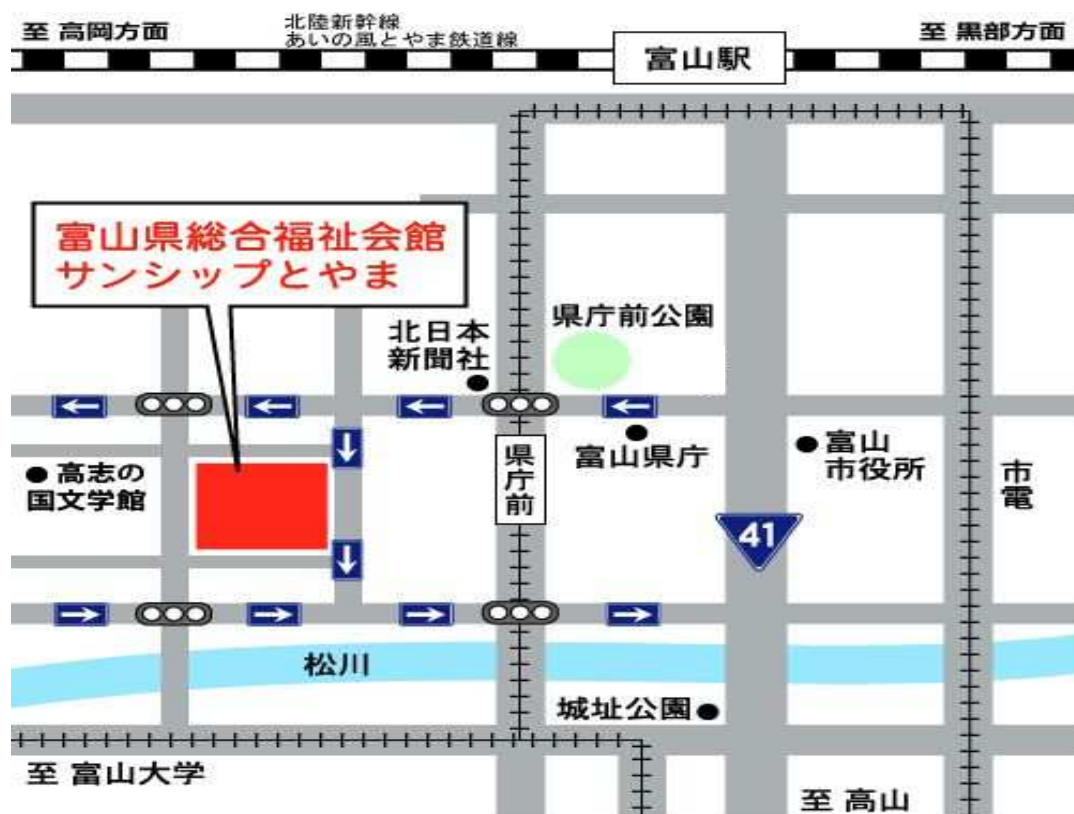 至 高岡方面
北陸新幹線
あいの風とやま鉄道線
至 黒部方面
富山駅
富山県総合福祉会館
サンシップとやま
県庁前公園
北日本
新聞社
富山県庁
富山
市役所
高志の
国文学館
県庁前
市電
41
松川
城址公園
至 富山大学
至 高山